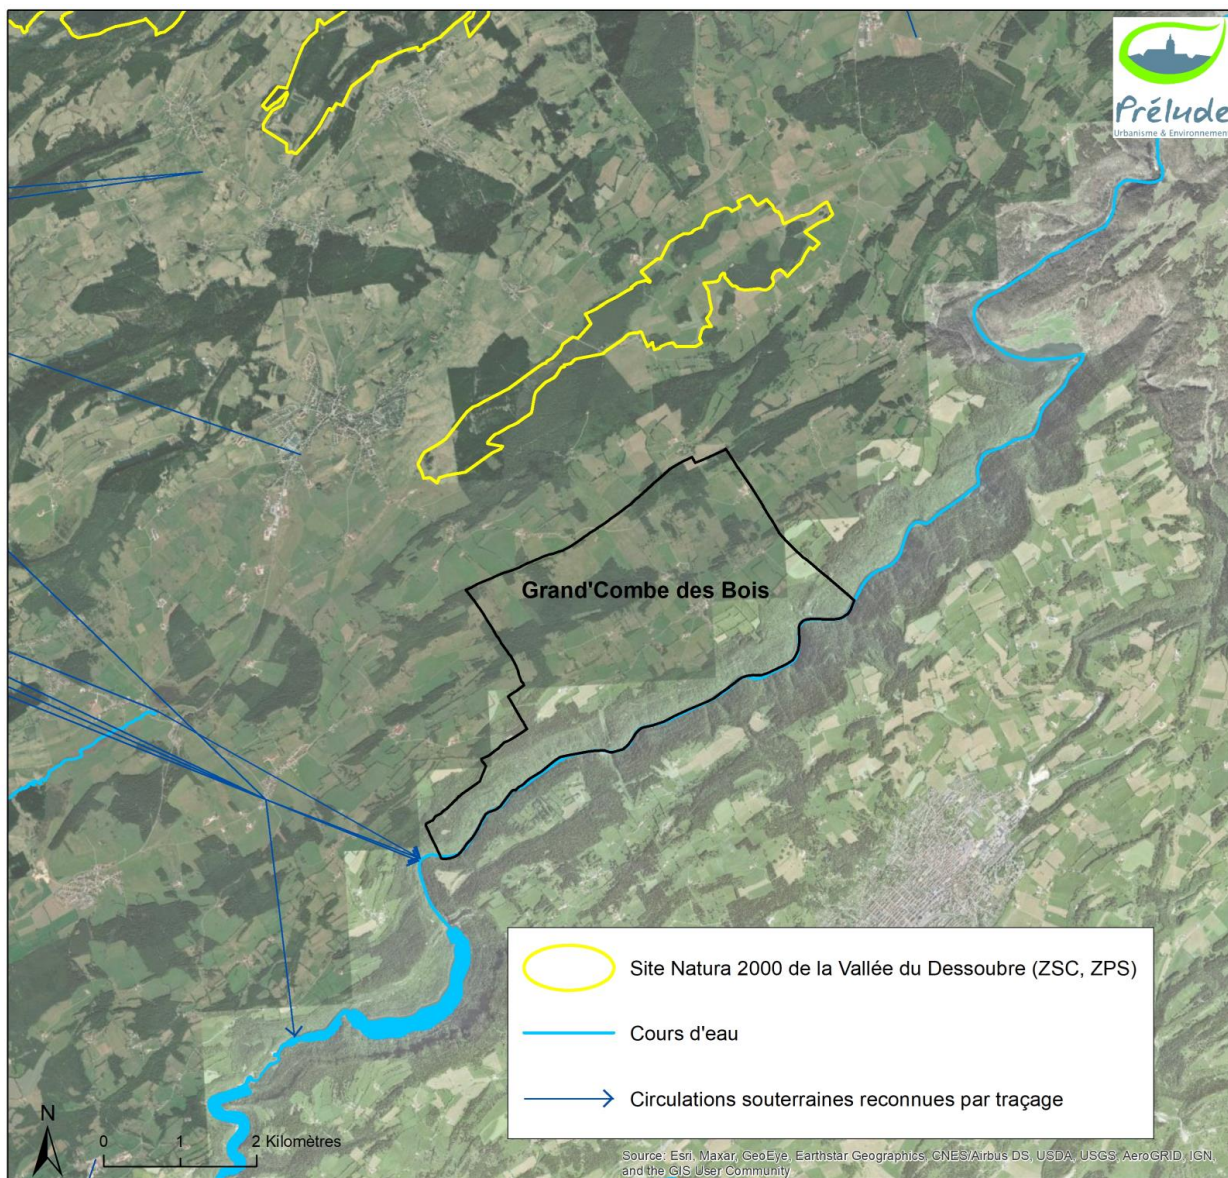 Prélude
Urbanisme & Environnement
Grand'Combe des Bois
Site Natura 2000 de la Vallée du Dessoubre (ZSC, ZPS)
Cours d'eau
Circulations souterraines reconnues par traçage
N
0 1 2 Kilomètres
Source: Esri, Maxar, GeoEye, Earthstar Geographics, CNES/Airbus DS, USDA, USGS, AeroGRID, IGN,
and the GIS User Community